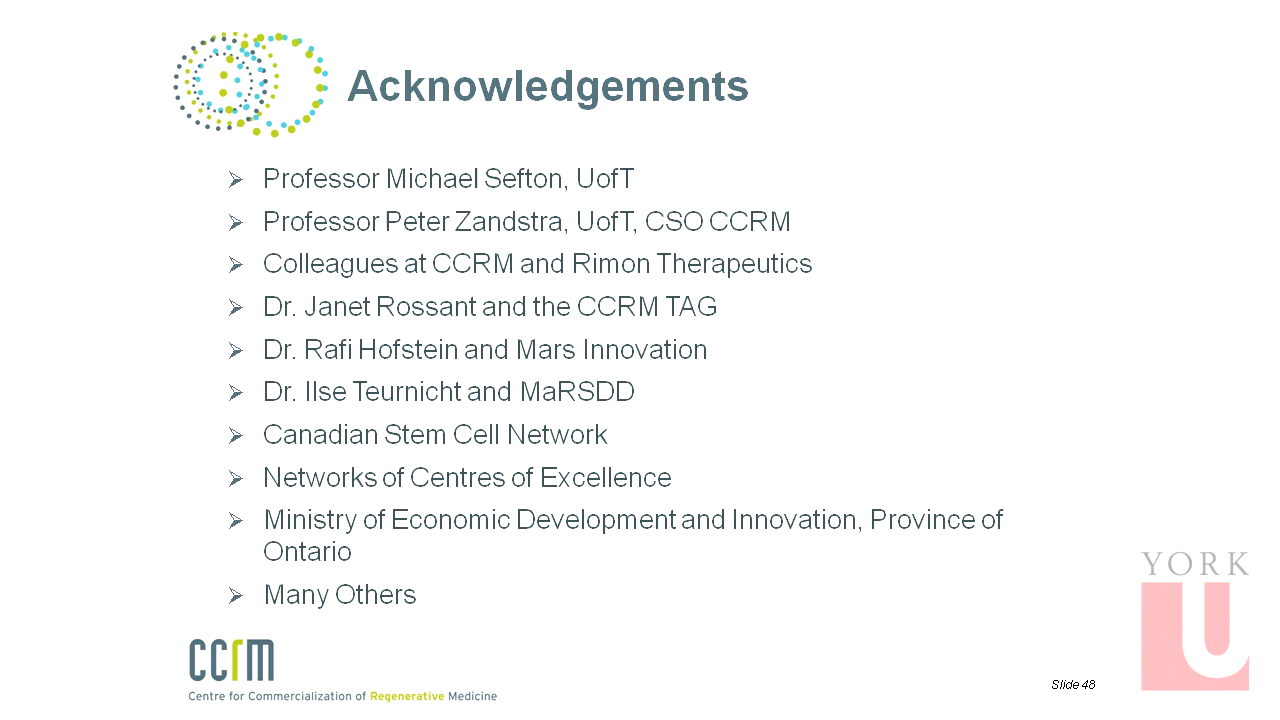 Acknowledgements
Professor Michael Sefton, UofT
Professor Peter Zandstra, UofT, CSO CCRM
Colleagues at CCRM and Rimon Therapeutics
Dr. Janet Rossant and the CCRM TAG
Dr. Rafi Hofstein and Mars Innovation
Dr. Ilse Teurnicht and MaRSDD
Canadian Stem Cell Network
Networks of Centres of Excellence
Ministry of Economic Development and Innovation, Province of
Ontario
Many Others
ccrm
Centre for Commercialization of Regenerative Medicine
Slide 48
YORK
U